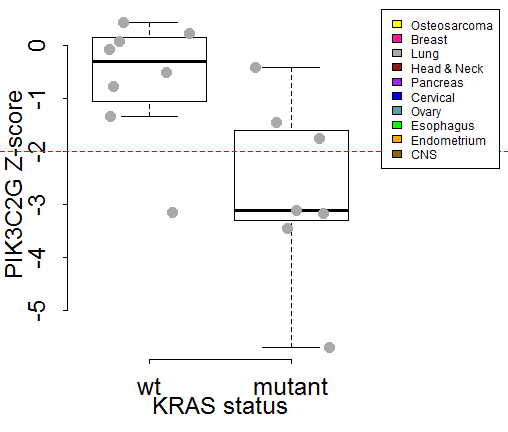 0
-1
-2
-3
-4
-5
PIK3C2G Z-score
wt
mutant
KRAS status
Osteosarcoma
Breast
Lung
Head & Neck
Pancreas
Cervical
Ovary
Esophagus
Endometrium
CNS